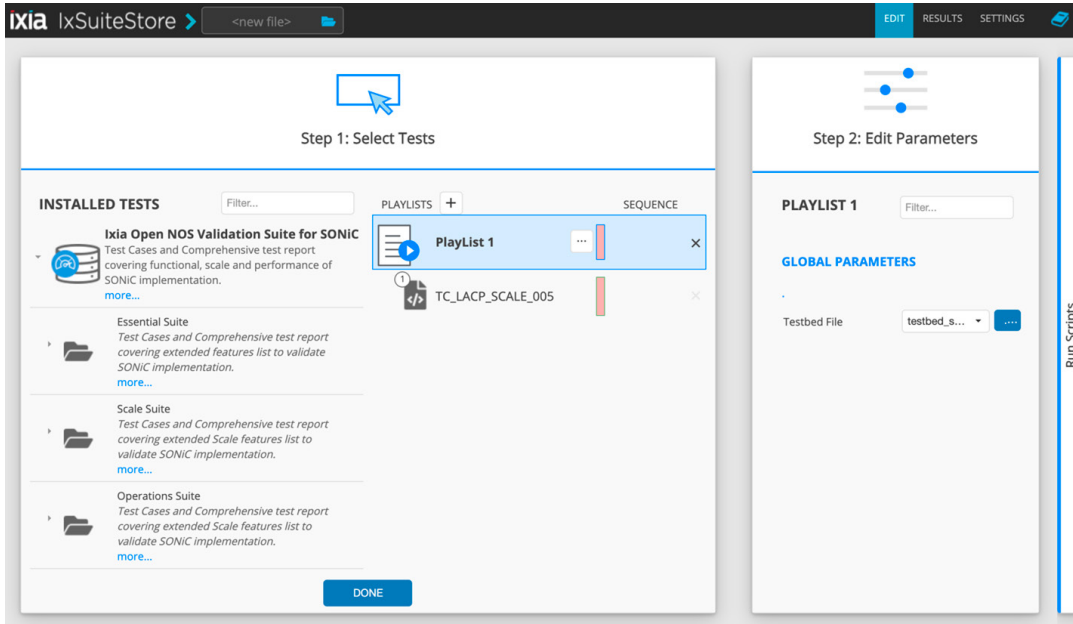 ixia IxSuiteStore
<new file>
EDIT RESULTS SETTINGS
Step 1: Select Tests
INSTALLED TESTS
Filter...
Ixia Open NOS Validation Suite for SONiC
Test Cases and Comprehensive test report
covering functional, scale and performance of
SONiC implementation.
more...
Essential Suite
Test Cases and Comprehensive test report
covering extended features list to validate
SONiC implementation.
more...
Scale Suite
Test Cases and Comprehensive test report
covering extended Scale features list to
validate SONiC implementation.
more...
Operations Suite
Test Cases and Comprehensive test report
covering extended Scale features list to
validate SONiC implementation.
more...
PLAYLISTS +
SEQUENCE
PlayList 1
...
1
TC_LACP_SCALE_005
DONE
Step 2: Edit Parameters
PLAYLIST 1
Filter...
GLOBAL PARAMETERS
.
Testbed File
testbed_s...
....
Run Scripts